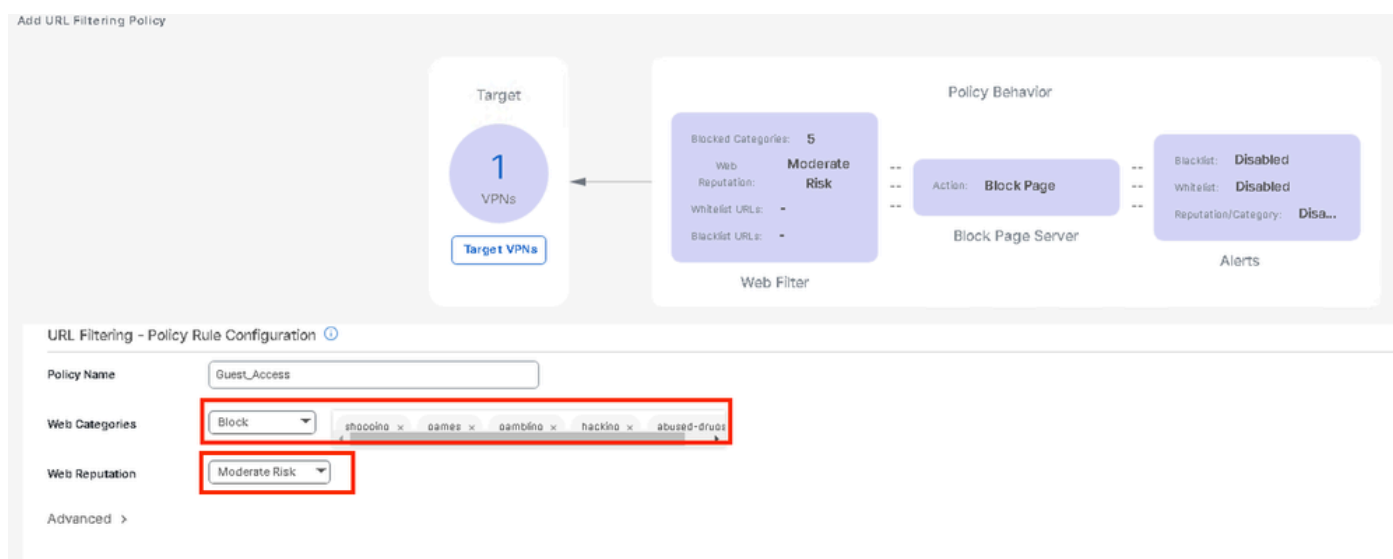 Add URL Filtering Policy
Target
Policy Behavior
1
VPNs
Target VPNs
Blocked Categories: 5
Web Reputation: Moderate Risk
Whitelist URLs: -
Blacklist URLs: -
Web Filter
Action: Block Page
Block Page Server
Blacklist: Disabled
Whitelist: Disabled
Reputation/Category: Disa...
Alerts
URL Filtering - Policy Rule Configuration
Policy Name Guest_Access
Web Categories Block shopping × games × gambling × hacking × abused-drugs
Web Reputation Moderate Risk
Advanced >